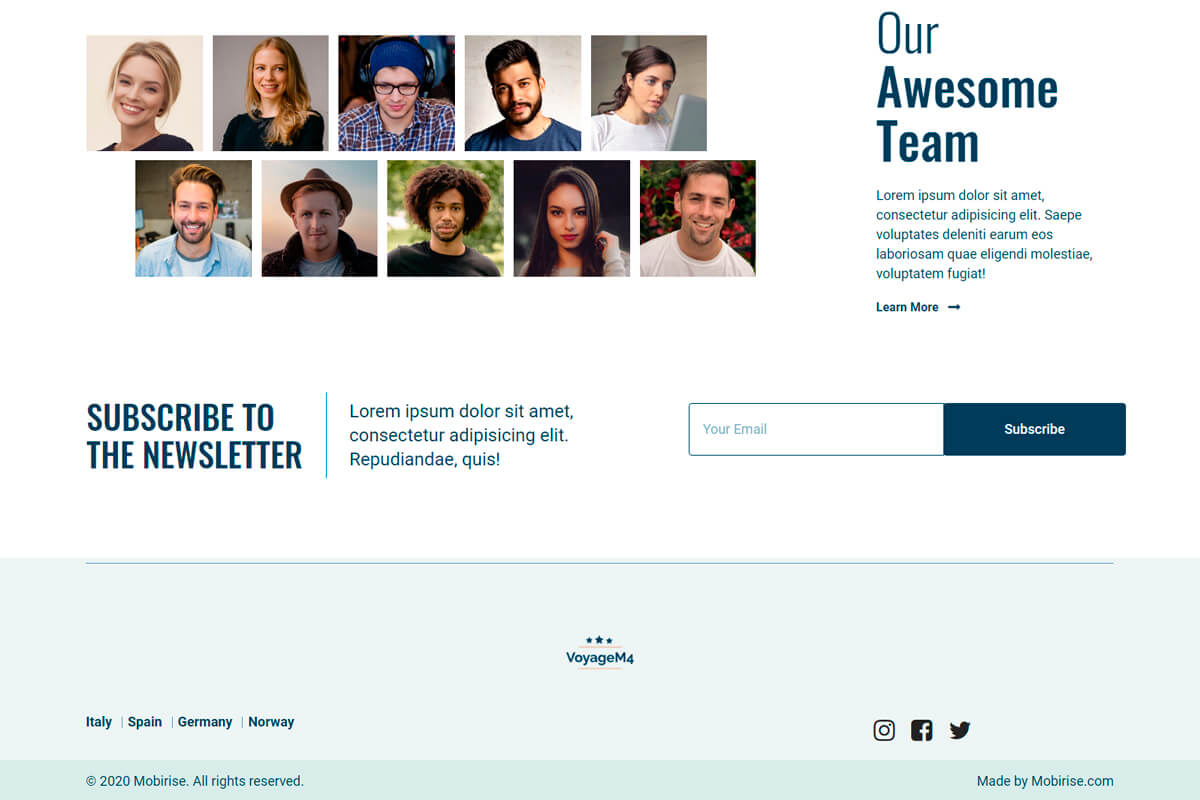 Our
Awesome
Team
Lorem ipsum dolor sit amet,
consectetur adipisicing elit. Saepe
voluptates deleniti earum eos
laboriosam quae eligendi molestiae,
voluptatem fugiat!
Learn More
SUBSCRIBE TO
THE NEWSLETTER
Lorem ipsum dolor sit amet,
consectetur adipisicing elit.
Repudiandae, quis!
Your Email
Subscribe
VoyageM4
Italy | Spain | Germany | Norway
© 2020 Mobirise. All rights reserved.
Made by Mobirise.com